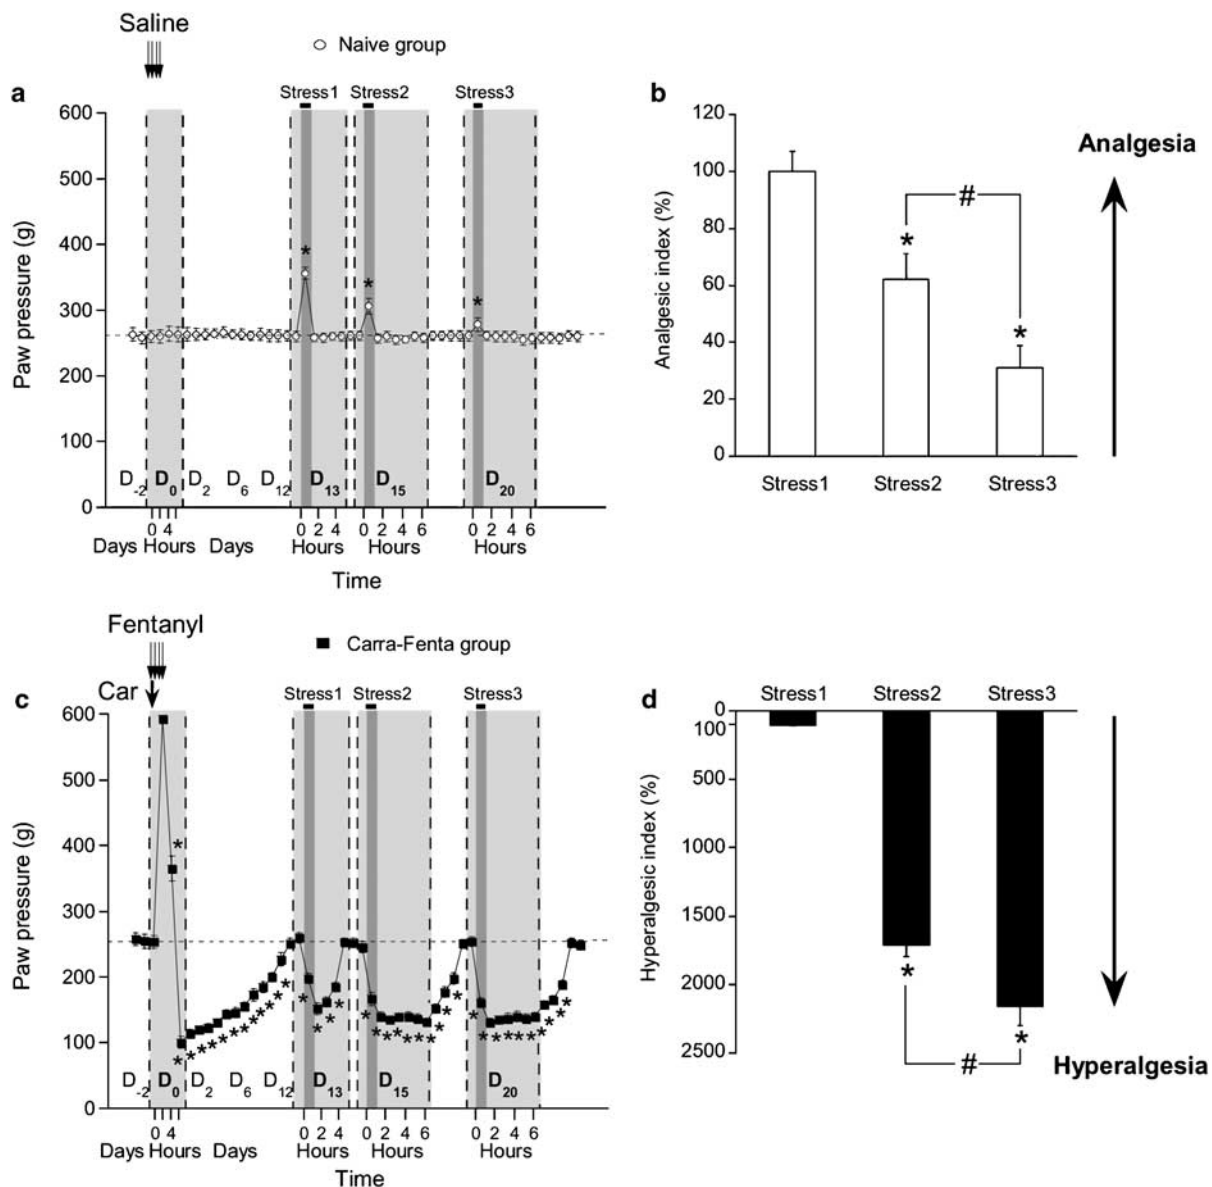 Saline
Naive group
a
Stress1 Stress2 Stress3
600
500
400
300
200
100
0
Paw pressure (g)
* * *
D-2 D0 D2 D6 D12 D13 D15 D20
0 4 0 2 4 0 2 4 6 0 2 4 6
Days Hours Days Hours Hours Hours
Time
b
120
100
80
60
40
20
0
Analgesic index (%)
#
* *
Stress1 Stress2 Stress3
Analgesia
Fentanyl
Carra-Fenta group
Car
c
Stress1 Stress2 Stress3
600
500
400
300
200
100
0
Paw pressure (g)
D-2 D0 D2 D6 D12 D13 D15 D20
0 4 0 2 4 0 2 4 6 0 2 4 6
Days Hours Days Hours Hours Hours
Time
d
Stress1 Stress2 Stress3
0
100
500
1000
1500
2000
2500
Hyperalgesic index (%)
* *
#
Hyperalgesia